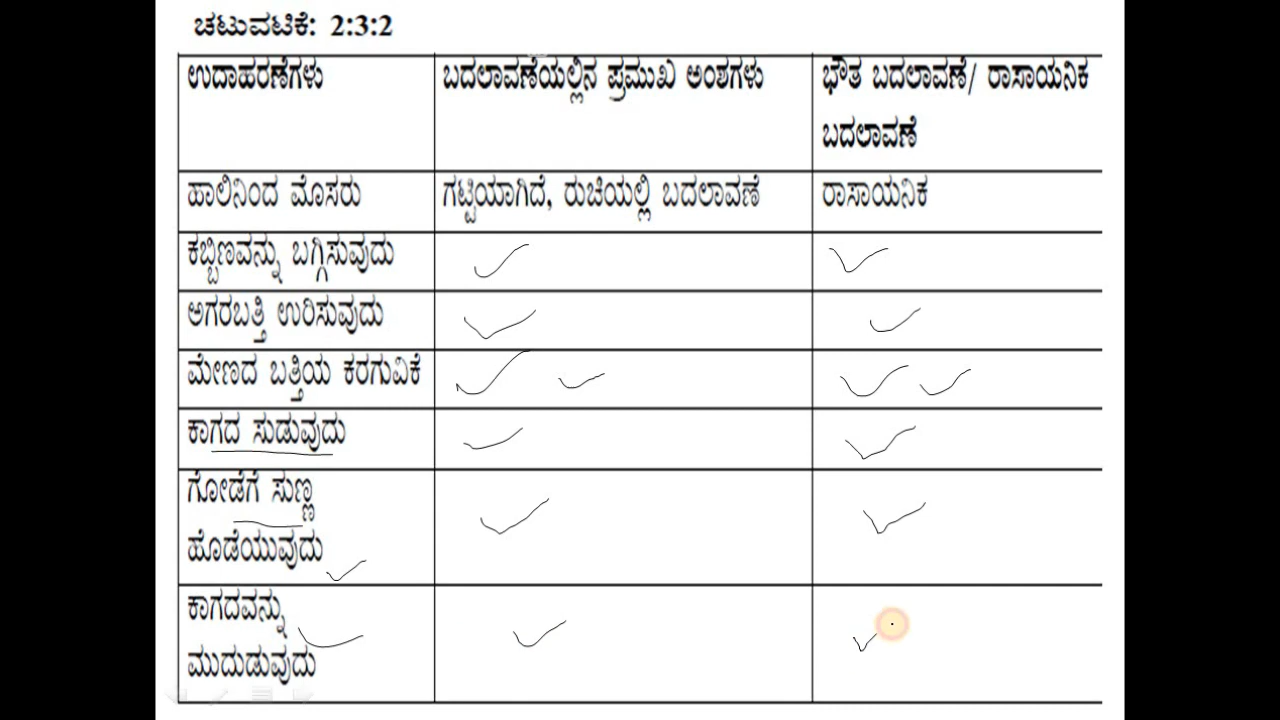 ಚಟುವಟಿಕೆ: 2:3:2
ಉದಾಹರಣೆಗಳು
ಬದಲಾವಣೆಯಲ್ಲಿನ ಪ್ರಮುಖ ಅಂಶಗಳು
ಭೌತ ಬದಲಾವಣೆ/ ರಾಸಾಯನಿಕ
ಬದಲಾವಣೆ
ಹಾಲಿನಿಂದ ಮೊಸರು
ಗಟ್ಟಿಯಾಗಿದೆ, ರುಚಿಯಲ್ಲಿ ಬದಲಾವಣೆ
ರಾಸಾಯನಿಕ
ಕಬ್ಬಿಣವನ್ನು ಬಗ್ಗಿಸುವುದು
ಅಗರಬತ್ತಿ ಉರಿಸುವುದು
ಮೇಣದ ಬತ್ತಿಯ ಕರಗುವಿಕೆ
ಕಾಗದ ಸುಡುವುದು
ಗೋಡೆಗೆ ಸುಣ್ಣ
ಹೊಡೆಯುವುದು
ಕಾಗದವನ್ನು
ಮುದುಡುವುದು